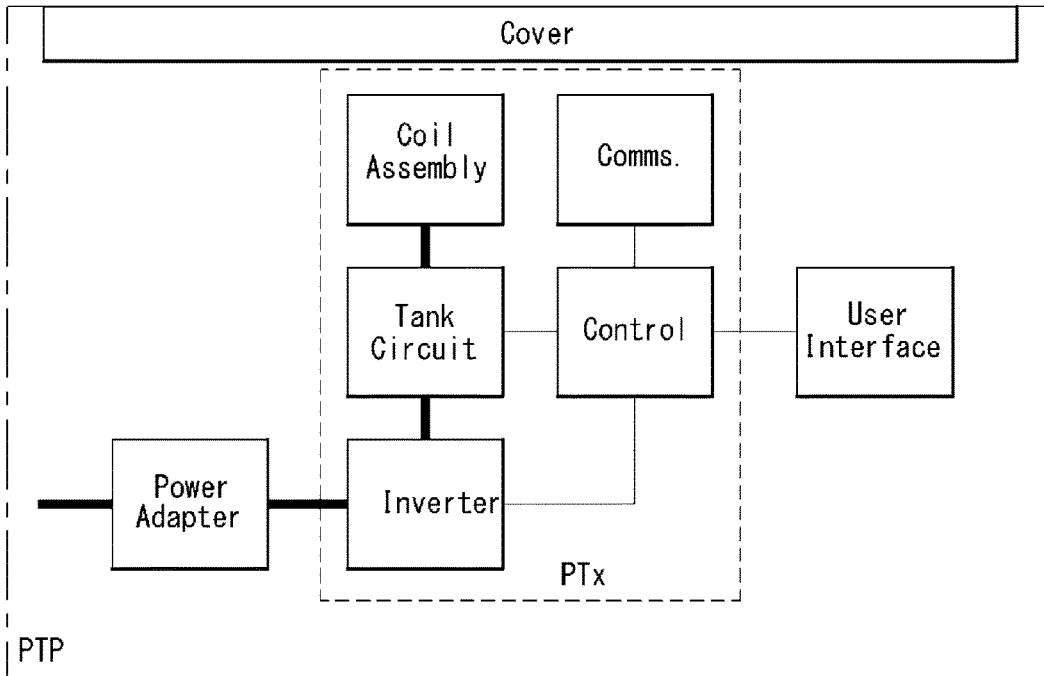 Cover
Coil
Assembly
Comms.
Tank
Circuit
Control
User
Interface
Power
Adapter
Inverter
PTx
PTP